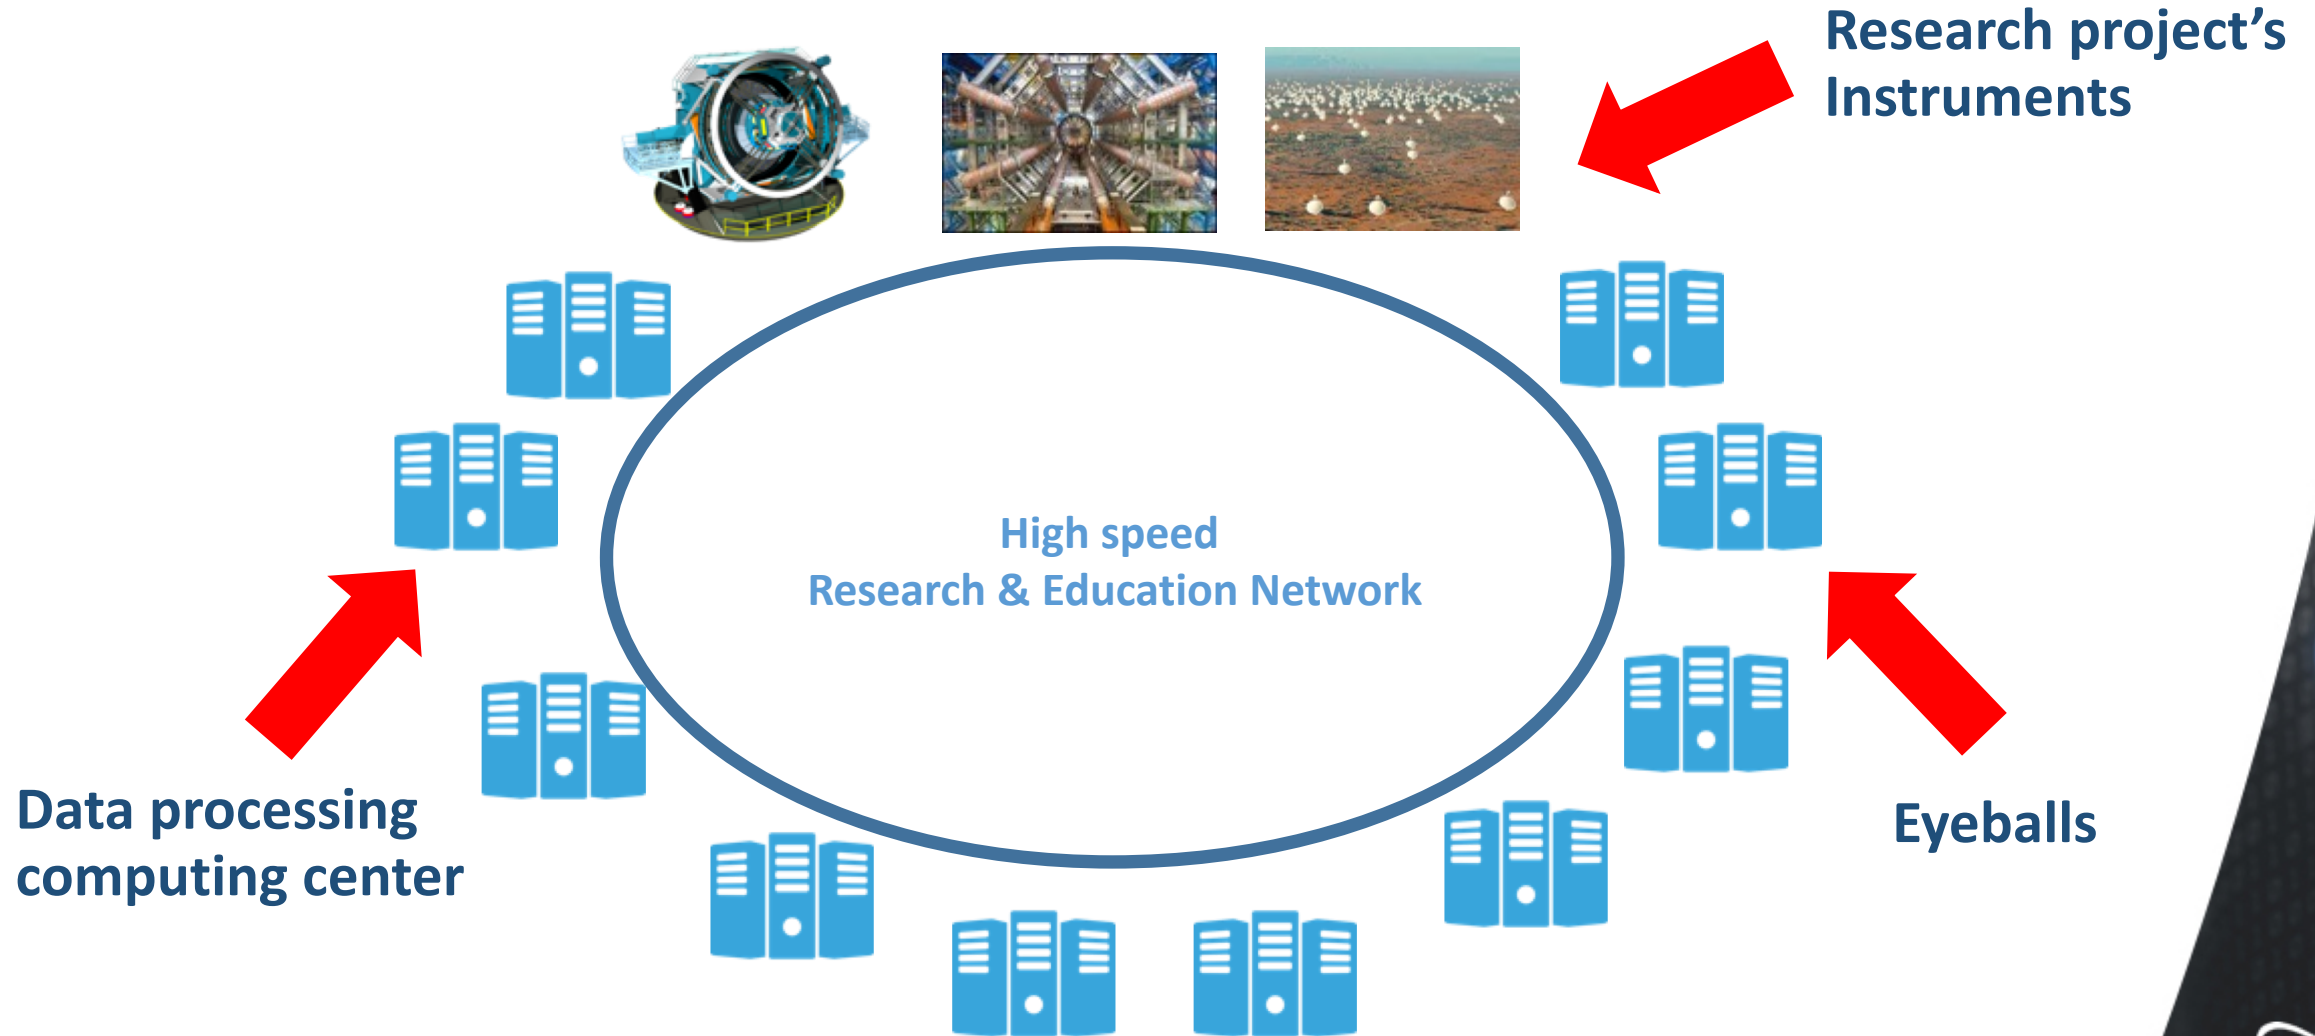 Research project’s
Instruments
High speed
Research & Education Network
Data processing
computing center
Eyeballs